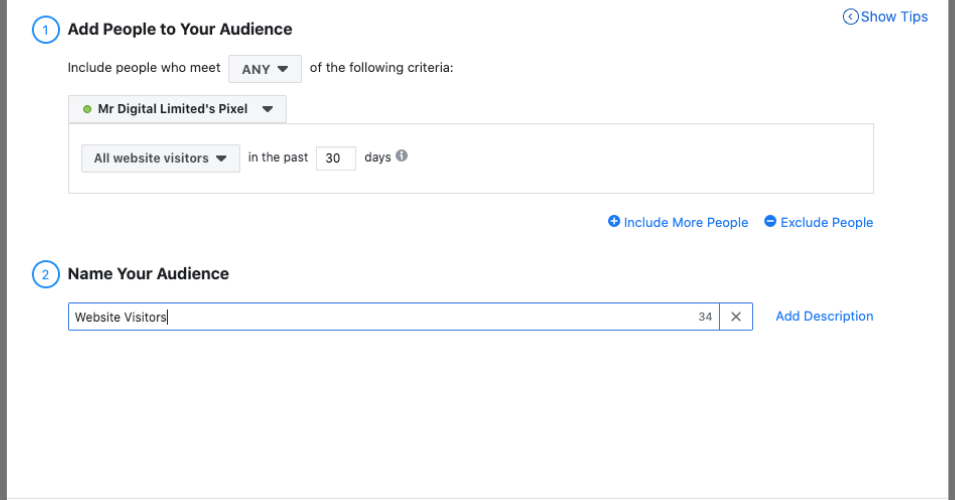 Show Tips
1 Add People to Your Audience
Include people who meet ANY of the following criteria:
Mr Digital Limited's Pixel
All website visitors in the past 30 days
Include More People Exclude People
2 Name Your Audience
Website Visitors 34 Add Description